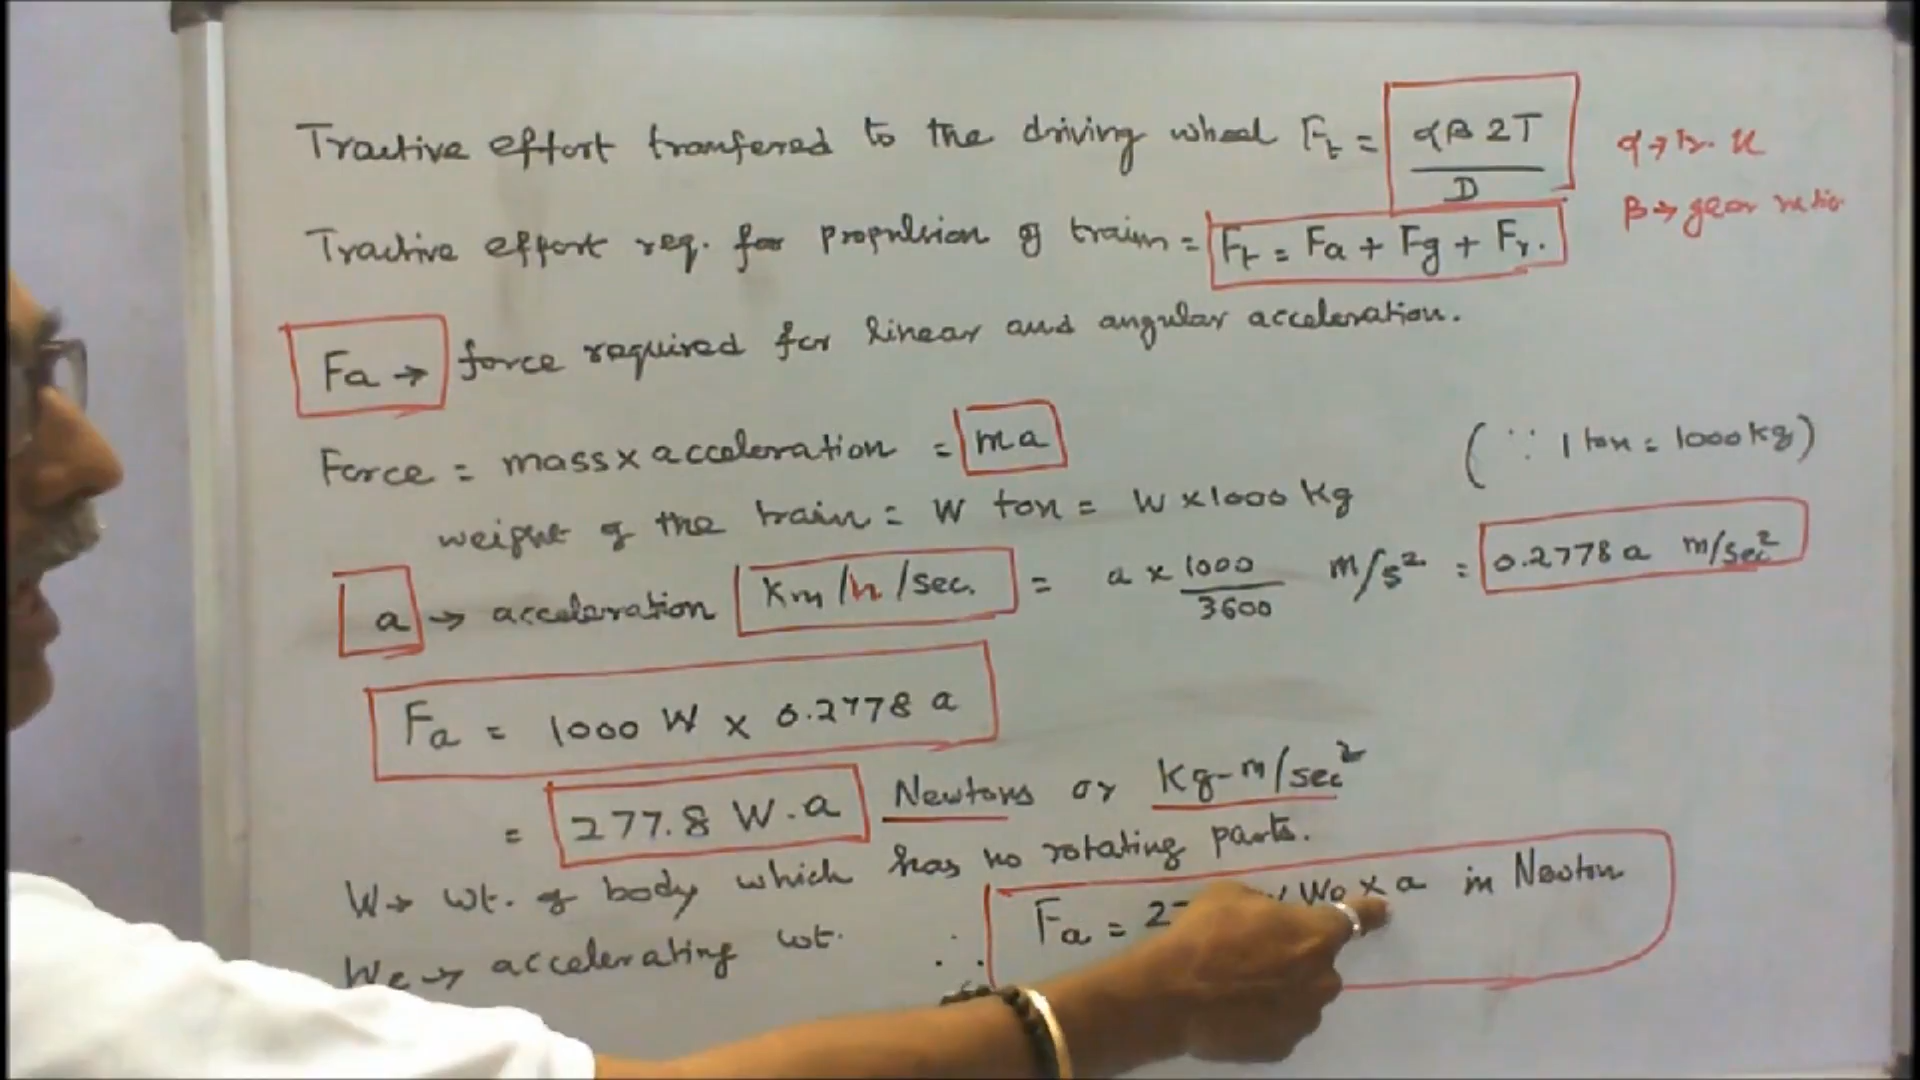 Tractive effort tranfered to the driving wheel Ft = αβ2T / D
α →
β → gear ratio
Tractive effort req. for propulsion of train = Ft = Fa + Fg + Fr.
Fa → force required for linear and angular acceleration.
Force = mass x acceleration = ma
(∵ 1 ton = 1000 kg)
weight of the train = W ton = W x 1000 Kg
a → acceleration Km/h/sec. = a x 1000/3600 m/s² = 0.2778 a m/sec²
Fa = 1000 W x 0.2778 a
= 277.8 W.a Newtons or Kg-m/sec²
W → wt. of body which has no rotating parts.
We → accelerating wt.
∴ Fa = 27 We x a in Newton